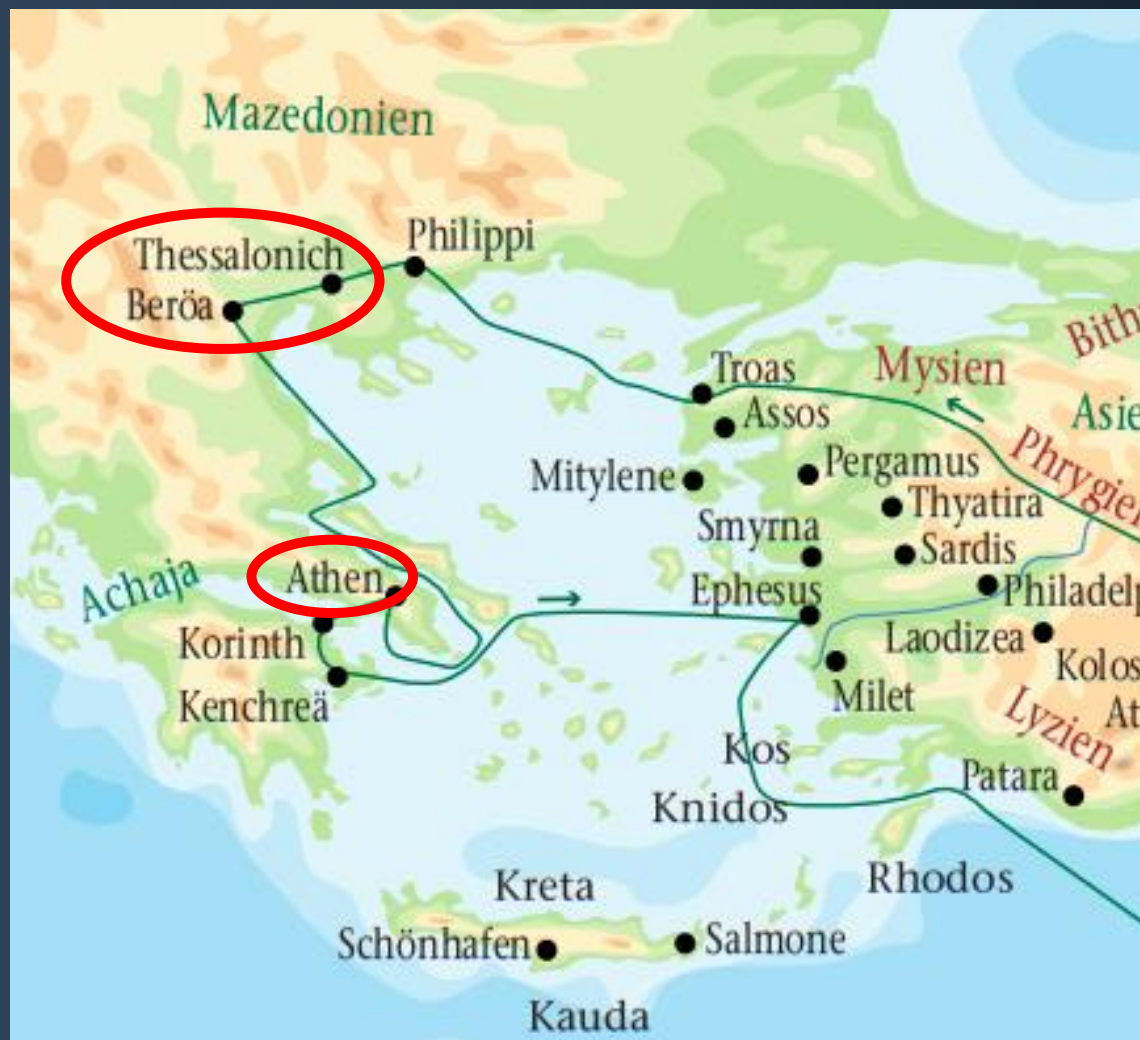 Mazedonien
Philippi
Thessalonich
Beröa
Bith
Troas
Mysien
Asie
Assos
Phrygien
Pergamus
Mitylene
Thyatira
Smyrna
Sardis
Athen
Achaja
Ephesus
Philadelp
Korinth
Laodizea
Kolos
Kenchreä
Milet
At
Lyzien
Kos
Patara
Knidos
Kreta
Rhodos
Schönhafen
Salmone
Kauda